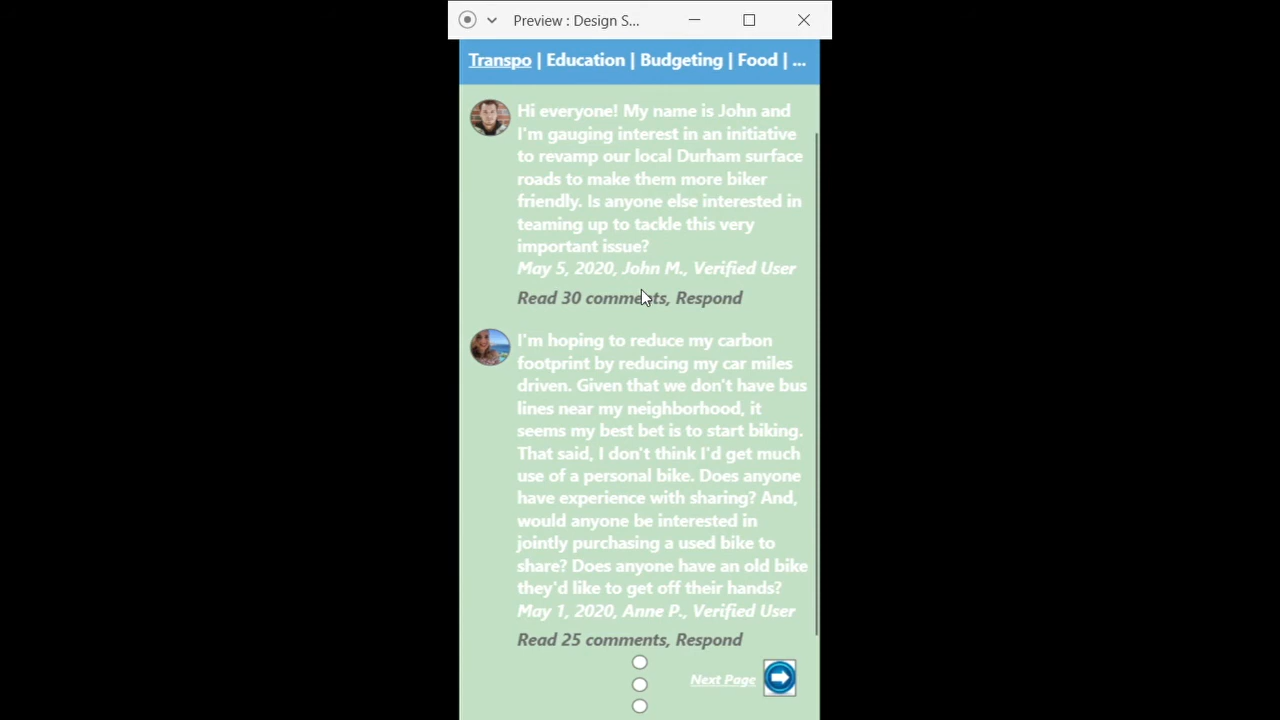 Preview : Design S...
Transpo | Education | Budgeting | Food | ...
Hi everyone! My name is John and
I'm gauging interest in an initiative
to revamp our local Durham surface
roads to make them more biker
friendly. Is anyone else interested in
teaming up to tackle this very
important issue?
May 5, 2020, John M., Verified User
Read 30 comments, Respond
I'm hoping to reduce my carbon
footprint by reducing my car miles
driven. Given that we don't have bus
lines near my neighborhood, it
seems my best bet is to start biking.
That said, I don't think I'd get much
use of a personal bike. Does anyone
have experience with sharing? And,
would anyone be interested in
jointly purchasing a used bike to
share? Does anyone have an old bike
they'd like to get off their hands?
May 1, 2020, Anne P., Verified User
Read 25 comments, Respond
Next Page